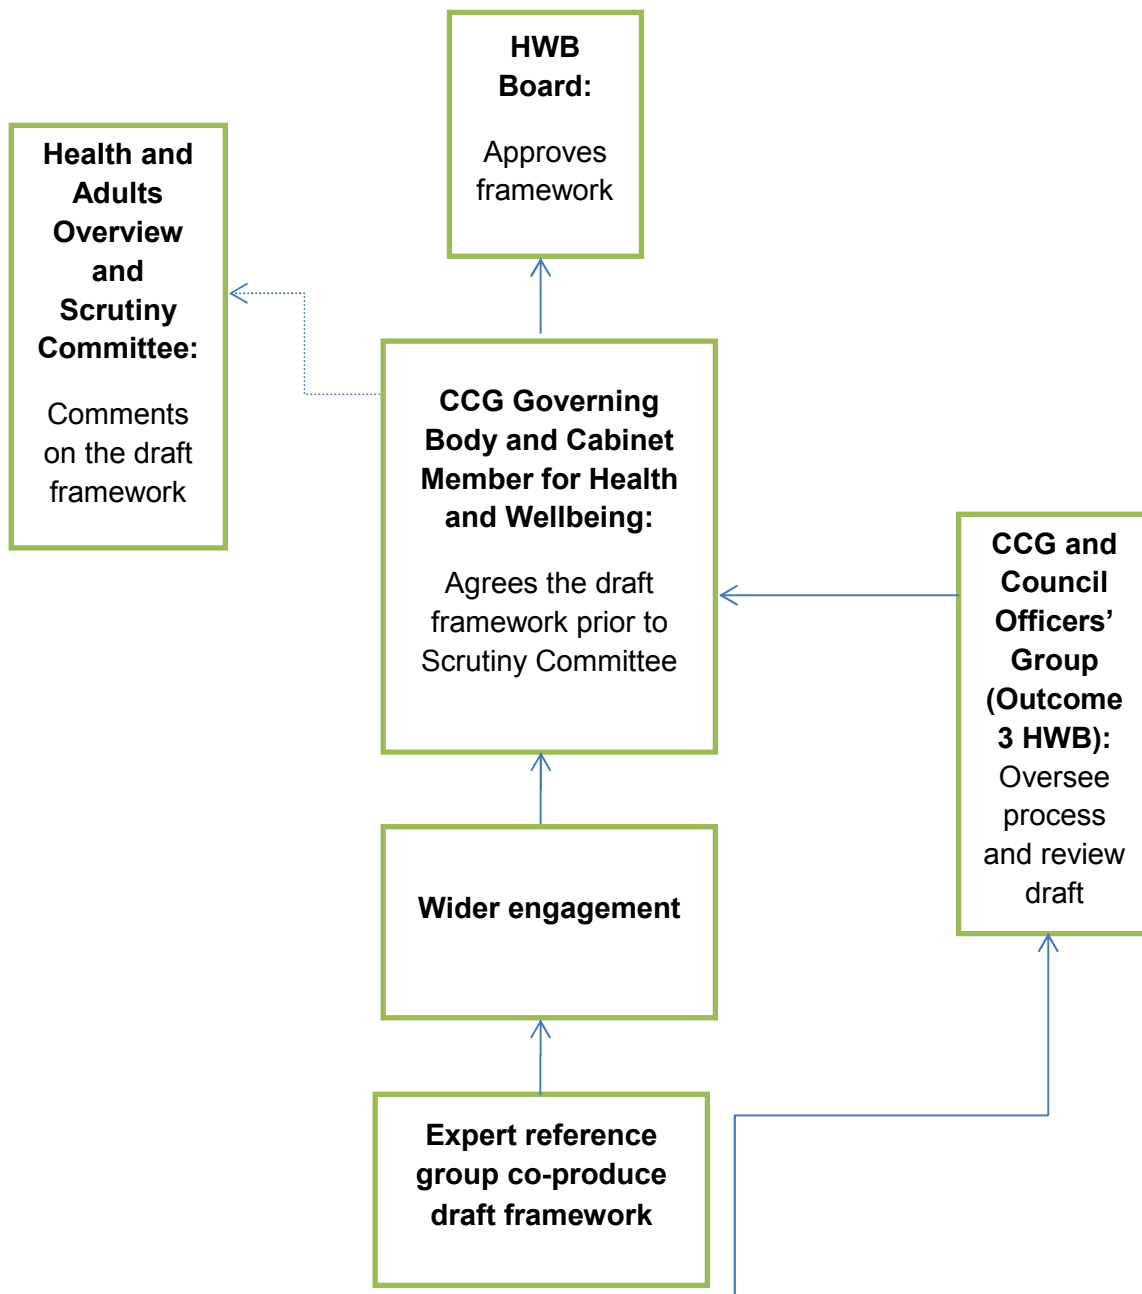 HWB
Board:
Approves
framework
Health and
Adults
Overview
and
Scrutiny
Committee:
Comments
on the draft
framework
CCG Governing
Body and Cabinet
Member for Health
and Wellbeing:
Agrees the draft
framework prior to
Scrutiny Committee
CCG and
Council
Officers’
Group
(Outcome
3 HWB):
Oversee
process
and review
draft
Wider engagement
Expert reference
group co-produce
draft framework